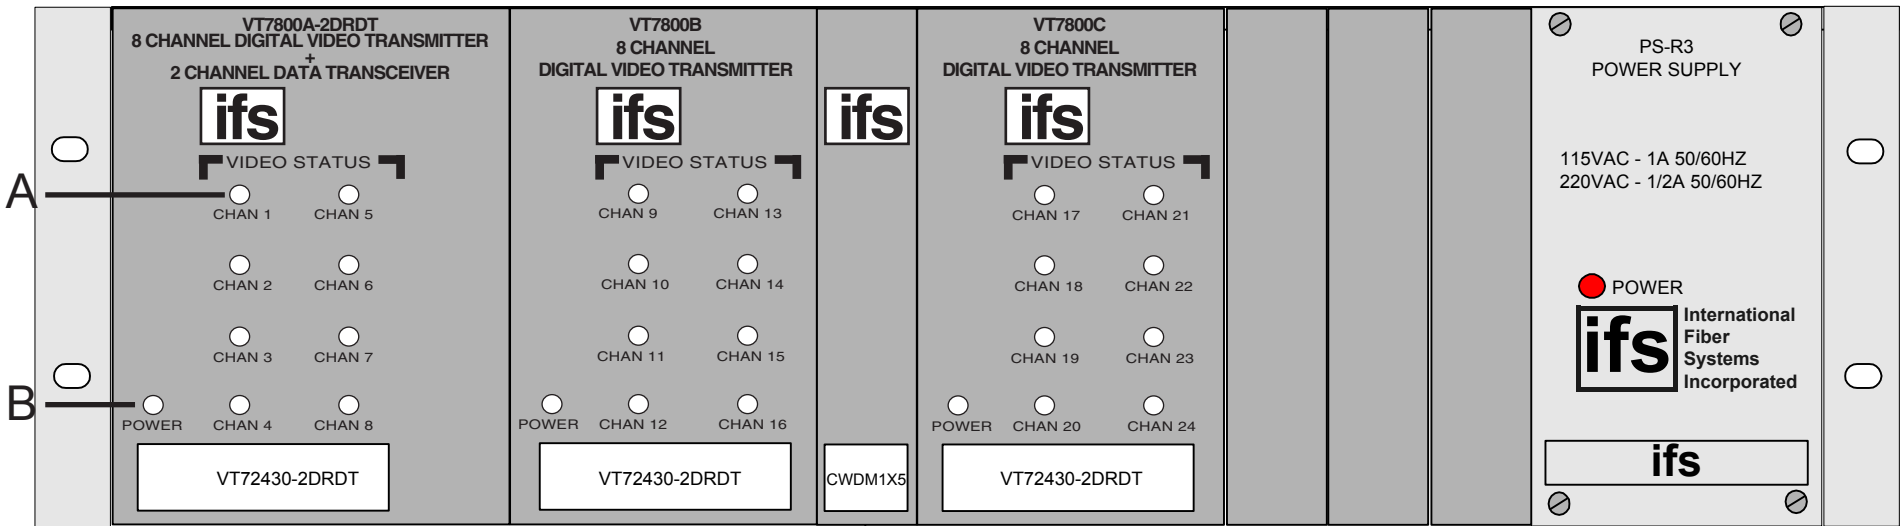 VT7800A-2DRDT
8 CHANNEL DIGITAL VIDEO TRANSMITTER
+
2 CHANNEL DATA TRANSCEIVER
ifs
VIDEO STATUS
A
CHAN 1 CHAN 5
CHAN 2 CHAN 6
CHAN 3 CHAN 7
B
POWER CHAN 4 CHAN 8
VT72430-2DRDT
VT7800B
8 CHANNEL
DIGITAL VIDEO TRANSMITTER
ifs
VIDEO STATUS
CHAN 9 CHAN 13
CHAN 10 CHAN 14
CHAN 11 CHAN 15
POWER CHAN 12 CHAN 16
VT72430-2DRDT
ifs
CWDM1X5
VT7800C
8 CHANNEL
DIGITAL VIDEO TRANSMITTER
ifs
VIDEO STATUS
CHAN 17 CHAN 21
CHAN 18 CHAN 22
CHAN 19 CHAN 23
POWER CHAN 20 CHAN 24
VT72430-2DRDT
PS-R3
POWER SUPPLY
115VAC - 1A 50/60HZ
220VAC - 1/2A 50/60HZ
POWER
ifs
International
Fiber
Systems
Incorporated
ifs